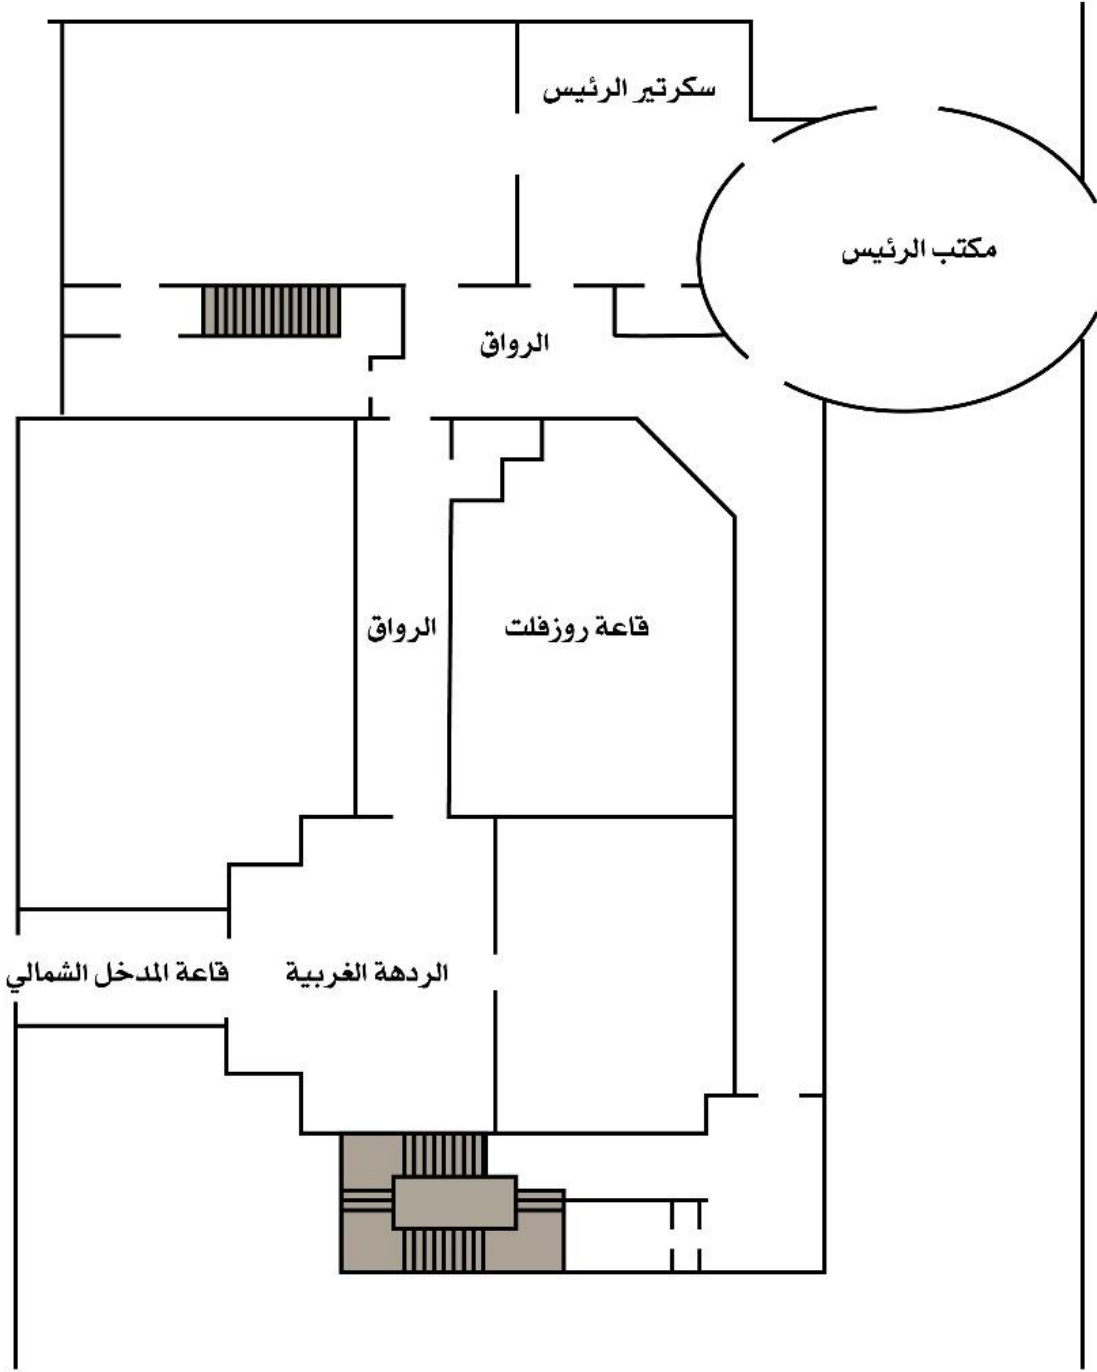 سكرتير الرئيس
مكتب الرئيس
الرواق
الرواق
قاعة روزفلت
الردهة الغربية
قاعة المدخل الشمالي